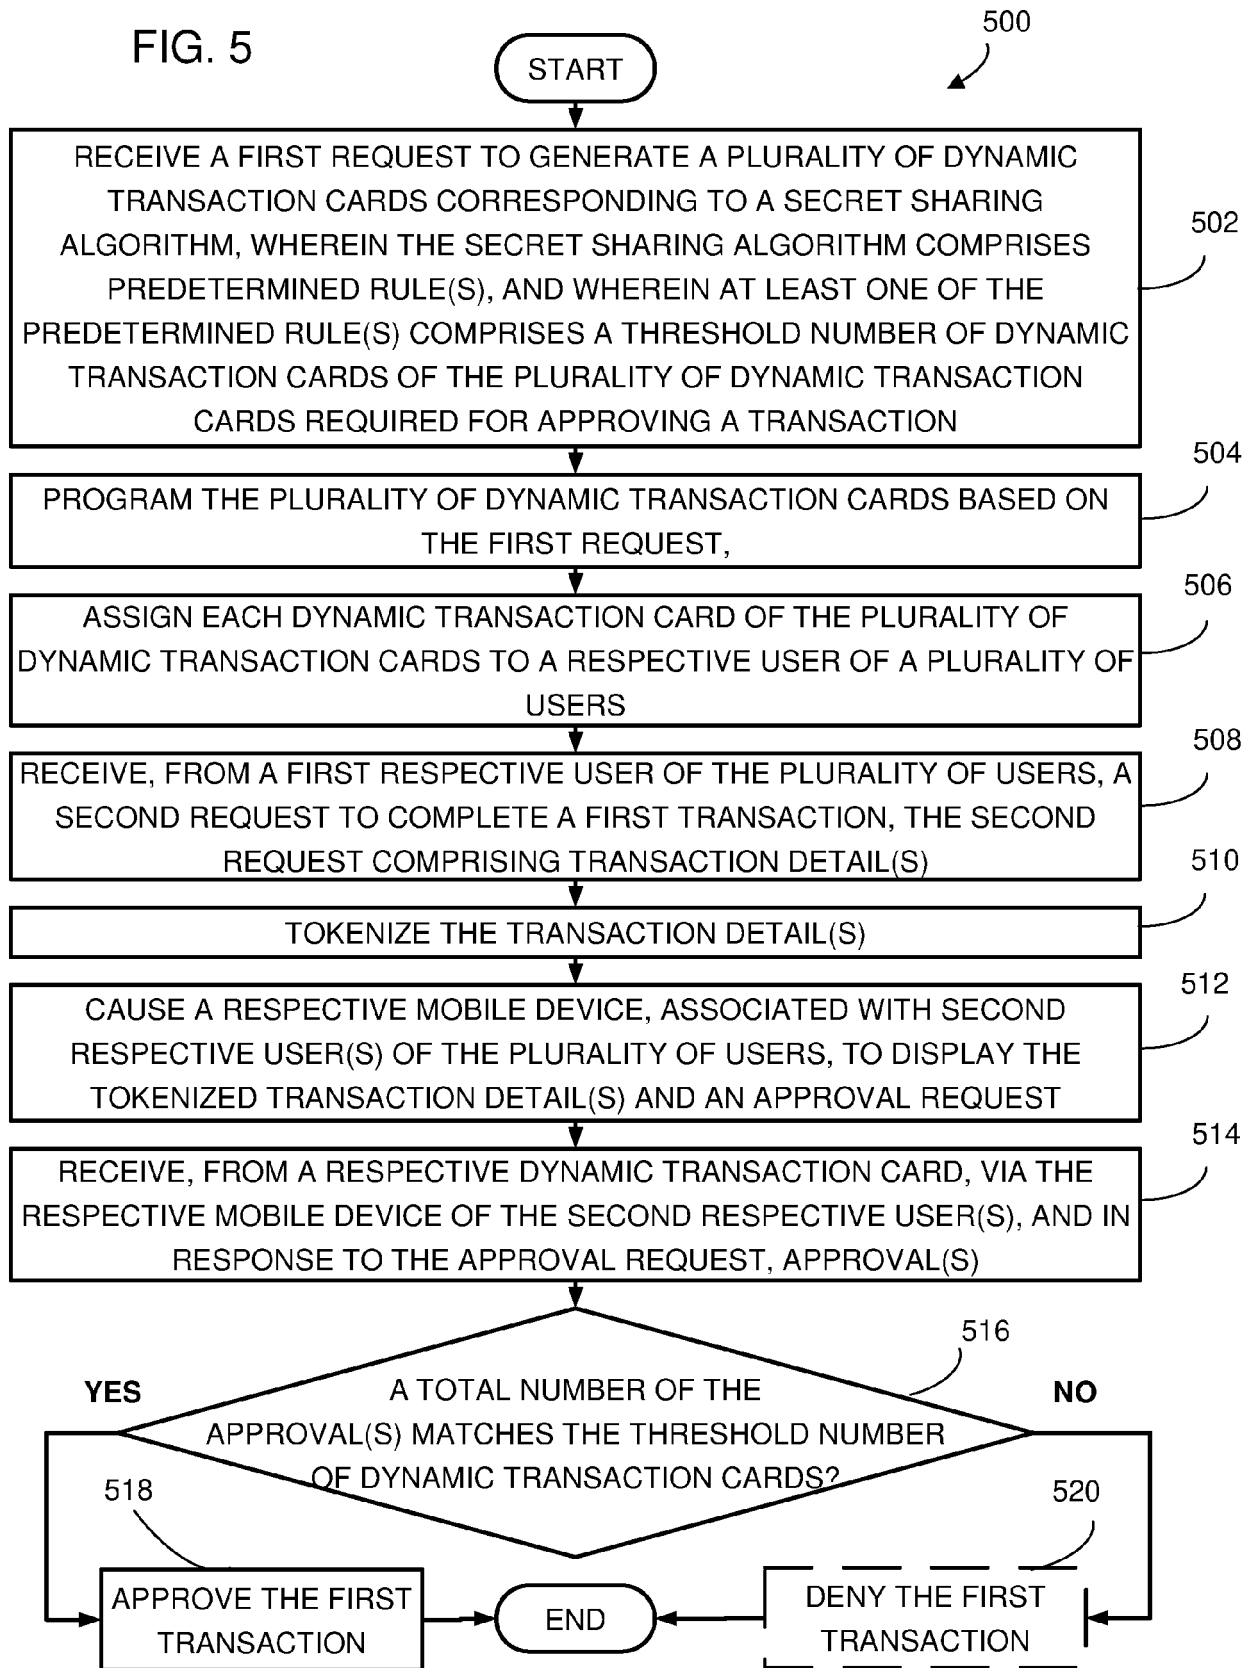 FIG. 5
500
START
RECEIVE A FIRST REQUEST TO GENERATE A PLURALITY OF DYNAMIC
TRANSACTION CARDS CORRESPONDING TO A SECRET SHARING
ALGORITHM, WHEREIN THE SECRET SHARING ALGORITHM COMPRISES
PREDETERMINED RULE(S), AND WHEREIN AT LEAST ONE OF THE
PREDETERMINED RULE(S) COMPRISES A THRESHOLD NUMBER OF DYNAMIC
TRANSACTION CARDS OF THE PLURALITY OF DYNAMIC TRANSACTION
CARDS REQUIRED FOR APPROVING A TRANSACTION
502
504
PROGRAM THE PLURALITY OF DYNAMIC TRANSACTION CARDS BASED ON
THE FIRST REQUEST,
506
ASSIGN EACH DYNAMIC TRANSACTION CARD OF THE PLURALITY OF
DYNAMIC TRANSACTION CARDS TO A RESPECTIVE USER OF A PLURALITY OF
USERS
508
RECEIVE, FROM A FIRST RESPECTIVE USER OF THE PLURALITY OF USERS, A
SECOND REQUEST TO COMPLETE A FIRST TRANSACTION, THE SECOND
REQUEST COMPRISING TRANSACTION DETAIL(S)
510
TOKENIZE THE TRANSACTION DETAIL(S)
512
CAUSE A RESPECTIVE MOBILE DEVICE, ASSOCIATED WITH SECOND
RESPECTIVE USER(S) OF THE PLURALITY OF USERS, TO DISPLAY THE
TOKENIZED TRANSACTION DETAIL(S) AND AN APPROVAL REQUEST
514
RECEIVE, FROM A RESPECTIVE DYNAMIC TRANSACTION CARD, VIA THE
RESPECTIVE MOBILE DEVICE OF THE SECOND RESPECTIVE USER(S), AND IN
RESPONSE TO THE APPROVAL REQUEST, APPROVAL(S)
516
YES
NO
A TOTAL NUMBER OF THE
APPROVAL(S) MATCHES THE THRESHOLD NUMBER
OF DYNAMIC TRANSACTION CARDS?
518
520
APPROVE THE FIRST
TRANSACTION
END
DENY THE FIRST
TRANSACTION